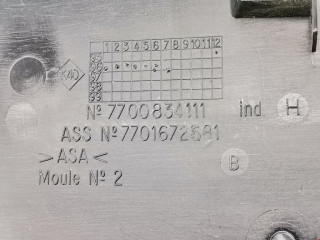 1 2 3 4 5 6 7 8 9 10 11 12
K40
Nº 7700834111 ind H
ASS Nº 7701672581
>ASA< B
Moule Nº 2